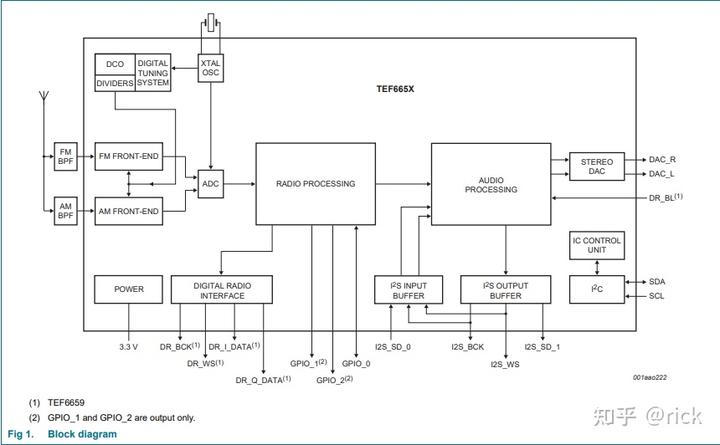 DCO
DIVIDERS
DIGITAL
TUNING
SYSTEM
XTAL
OSC
TEF665X
FM
BPF
FM FRONT-END
AM
BPF
AM FRONT-END
ADC
RADIO PROCESSING
AUDIO
PROCESSING
STEREO
DAC
DAC_R
DAC_L
DR_BL(1)
IC CONTROL
UNIT
POWER
DIGITAL RADIO
INTERFACE
I2S INPUT
BUFFER
I2S OUTPUT
BUFFER
I2C
SDA
SCL
3.3 V
DR_BCK(1)
DR_I_DATA(1)
DR_WS(1)
DR_Q_DATA(1)
GPIO_1(2)
GPIO_0
GPIO_2(2)
I2S_SD_0
I2S_BCK
I2S_SD_1
I2S_WS
001aao222
(1) TEF6659
(2) GPIO_1 and GPIO_2 are output only.
Fig 1. Block diagram
知乎 @rick